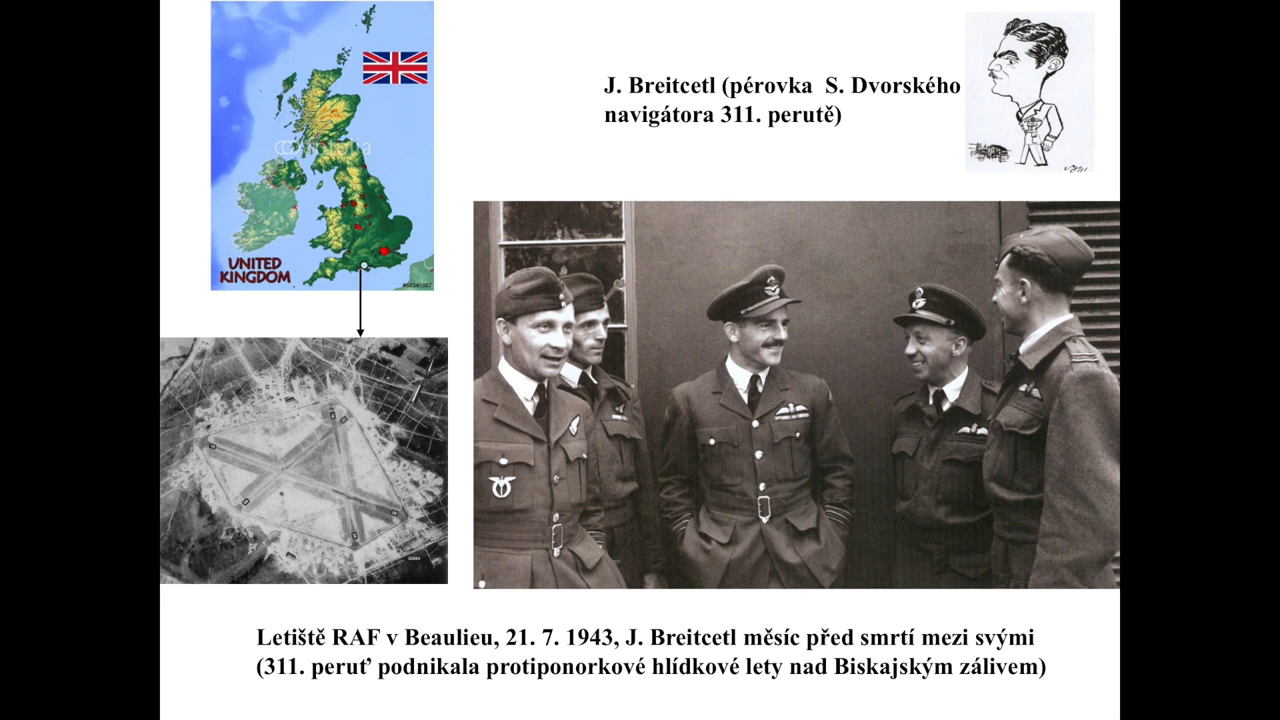 J. Breitcetl (pérovka S. Dvorského
navigátora 311. perutě)
UNITED
KINGDOM
Letiště RAF v Beaulieu, 21. 7. 1943, J. Breitcetl měsíc před smrtí mezi svými
(311. peruť podnikala protiponorkové hlídkové lety nad Biskajským zálivem)